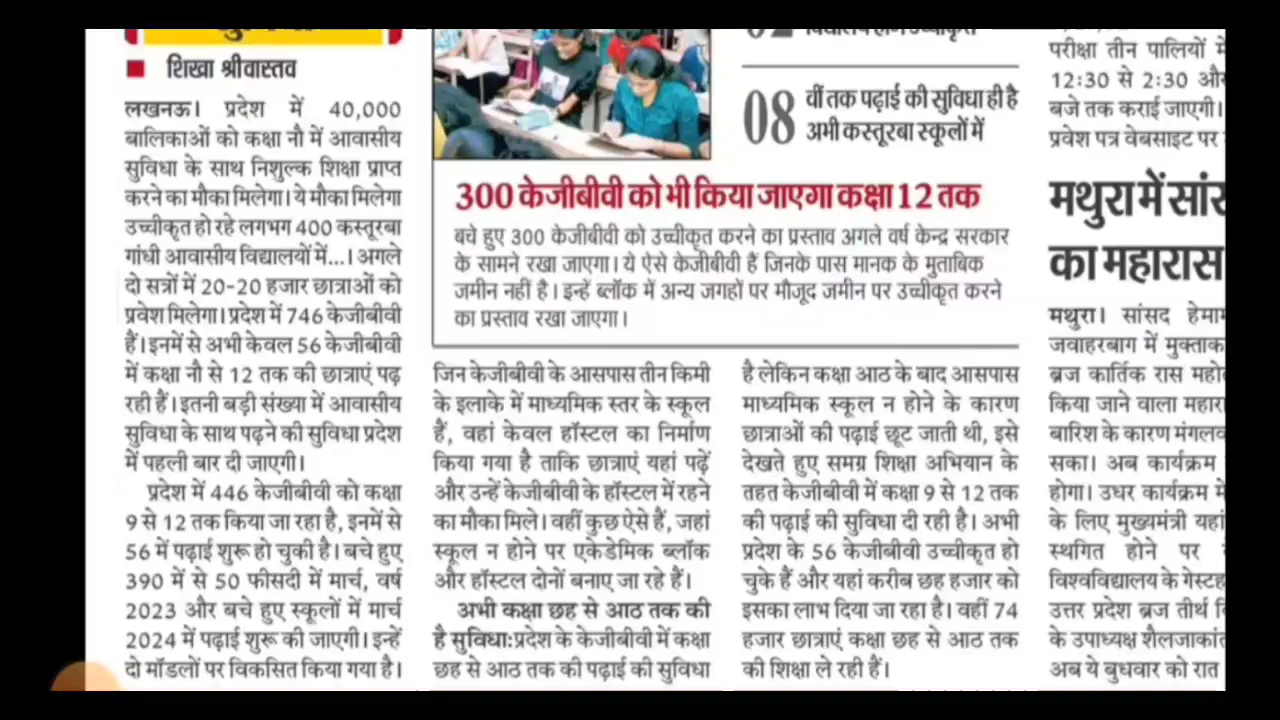 शिखा श्रीवास्तव
लखनऊ। प्रदेश में 40,000
बालिकाओं को कक्षा नौ में आवासीय
सुविधा के साथ निशुल्क शिक्षा प्राप्त
करने का मौका मिलेगा। ये मौका मिलेगा
उच्चीकृत हो रहे लगभग 400 कस्तूरबा
गांधी आवासीय विद्यालयों में...। अगले
दो सत्रों में 20-20 हजार छात्राओं को
प्रवेश मिलेगा। प्रदेश में 746 केजीबीवी
हैं। इनमें से अभी केवल 56 केजीबीवी
में कक्षा नौ से 12 तक की छात्राएं पढ़
रही हैं। इतनी बड़ी संख्या में आवासीय
सुविधा के साथ पढ़ने की सुविधा प्रदेश
में पहली बार दी जाएगी।
प्रदेश में 446 केजीबीवी को कक्षा
9 से 12 तक किया जा रहा है, इनमें से
56 में पढ़ाई शुरू हो चुकी है। बचे हुए
390 में से 50 फीसदी में मार्च, वर्ष
2023 और बचे हुए स्कूलों में मार्च
2024 में पढ़ाई शुरू की जाएगी। इन्हें
दो मॉडलों पर विकसित किया गया है।
08 वीं तक पढ़ाई की सुविधा ही है
अभी कस्तूरबा स्कूलों में
300 केजीबीवी को भी किया जाएगा कक्षा 12 तक
बचे हुए 300 केजीबीवी को उच्चीकृत करने का प्रस्ताव अगले वर्ष केन्द्र सरकार
के सामने रखा जाएगा। ये ऐसे केजीबीवी हैं जिनके पास मानक के मुताबिक
जमीन नहीं है। इन्हें ब्लॉक में अन्य जगहों पर मौजूद जमीन पर उच्चीकृत करने
का प्रस्ताव रखा जाएगा।
जिन केजीबीवी के आसपास तीन किमी
के इलाके में माध्यमिक स्तर के स्कूल
हैं, वहां केवल हॉस्टल का निर्माण
किया गया है ताकि छात्राएं यहां पढ़ें
और उन्हें केजीबीवी के हॉस्टल में रहने
का मौका मिले। वहीं कुछ ऐसे हैं, जहां
स्कूल न होने पर एकेडेमिक ब्लॉक
और हॉस्टल दोनों बनाए जा रहे हैं।
अभी कक्षा छह से आठ तक की
है सुविधा:प्रदेश के केजीबीवी में कक्षा
छह से आठ तक की पढ़ाई की सुविधा
है लेकिन कक्षा आठ के बाद आसपास
माध्यमिक स्कूल न होने के कारण
छात्राओं की पढ़ाई छूट जाती थी, इसे
देखते हुए समग्र शिक्षा अभियान के
तहत केजीबीवी में कक्षा 9 से 12 तक
की पढ़ाई की सुविधा दी रही है। अभी
प्रदेश के 56 केजीबीवी उच्चीकृत हो
चुके हैं और यहां करीब छह हजार को
इसका लाभ दिया जा रहा है। वहीं 74
हजार छात्राएं कक्षा छह से आठ तक
की शिक्षा ले रही हैं।
परीक्षा तीन पालियों में
12:30 से 2:30 और
बजे तक कराई जाएगी।
प्रवेश पत्र वेबसाइट पर
मथुरा में
का महारास
मथुरा। सांसद
जवाहरबाग में
ब्रज कार्तिक रास
किया जाने वाला
बारिश के कारण
सका। अब कार्यक्रम
होगा। उधर कार्यक्रम में
के लिए मुख्यमंत्री यहां
स्थगित होने पर
विश्वविद्यालय के
उत्तर प्रदेश ब्रज तीर्थ
के उपाध्यक्ष
अब ये बुधवार को रात